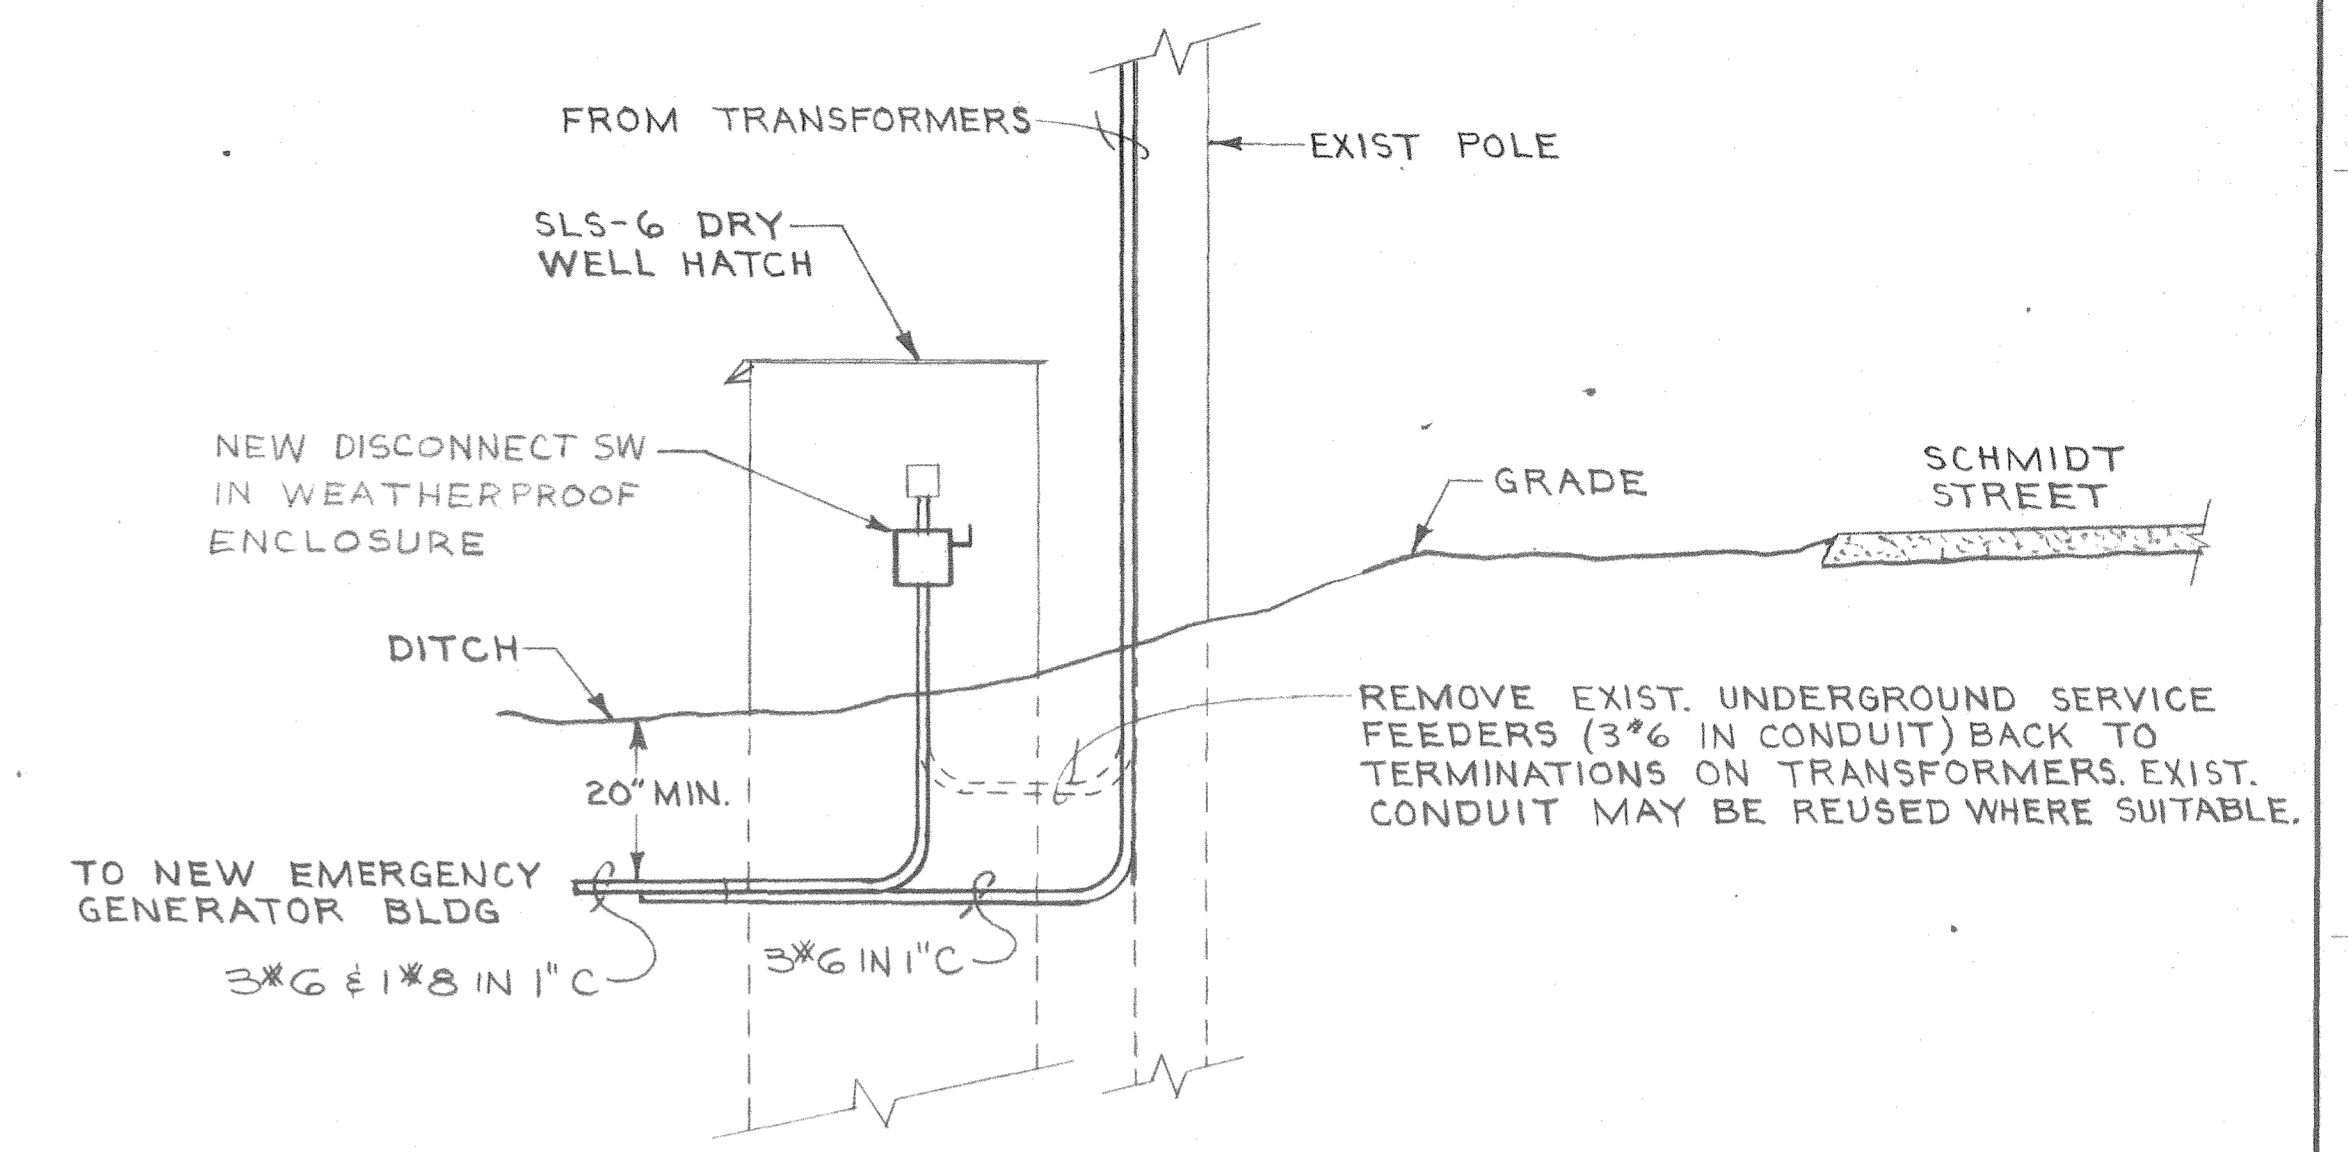 FROM TRANSFORMERS
EXIST POLE
SLS-6 DRY
WELL HATCH
NEW DISCONNECT SW
IN WEATHERPROOF
ENCLOSURE
GRADE
SCHMIDT
STREET
DITCH
REMOVE EXIST. UNDERGROUND SERVICE
FEEDERS (3#6 IN CONDUIT) BACK TO
TERMINATIONS ON TRANSFORMERS. EXIST.
CONDUIT MAY BE REUSED WHERE SUITABLE.
20" MIN.
TO NEW EMERGENCY
GENERATOR BLDG
3#6 & 1#8 IN 1" C
3#6 IN 1" C